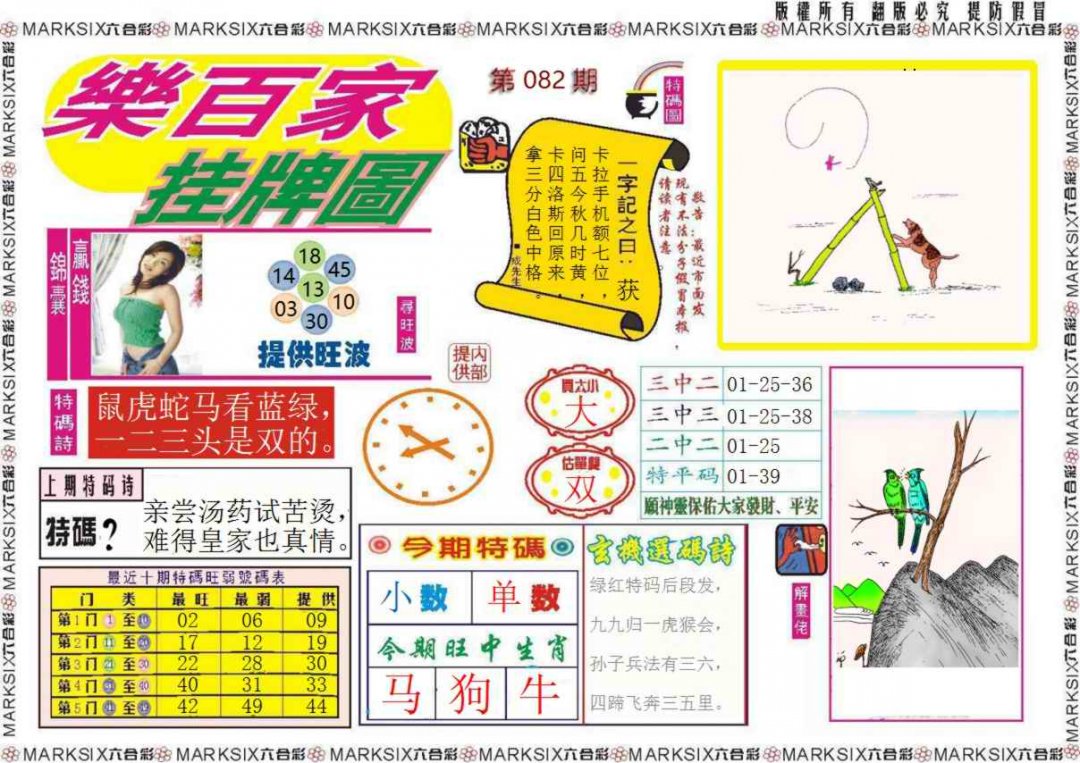 版權所有 翻版必究 提防假冒
MARKSIX六合彩 MARKSIX六合彩 MARKSIX六合彩 MARKSIX六合彩 MARKSIX六合彩 MARKSIX六合彩 MARKSIX六合彩
樂百家
挂牌圖
第 082 期
特碼圖
一字記之曰:获
卡拉手机额七位,
问五今秋几时黄,
卡四洛斯回原来,
拿三分白色中格。
■成先生
敬告:最近市面发
玩有不法分子假冒本报,
请读者注意。
贏錢
錦囊
18
14
45
13
03
10
30
提供旺波
尋旺波
内部
提供
特碼詩
鼠虎蛇马看蓝绿,
一二三头是双的。
買大小
大
估單雙
双
三中二 01-25-36
三中三 01-25-38
二中二 01-25
特平码 01-39
願神靈保佑大家發財、平安
上期特码诗
特碼?
亲尝汤药试苦烫,
难得皇家也真情。
最近十期特碼旺弱號碼表
门 类 最旺 最弱 提供
第1门 1 至10 02 06 09
第2门 11 至20 17 12 19
第3门 21 至30 22 28 30
第4门 31 至40 40 31 33
第5门 41 至49 42 49 44
今期特碼
小数 单数
今期旺中生肖
马 狗 牛
玄機選碼詩
绿红特码后段发,
九九归一虎猴会,
孙子兵法有三六,
四蹄飞奔三五里。
解畫佬
MARKSIX六合彩 MARKSIX六合彩 MARKSIX六合彩 MARKSIX六合彩 MARKSIX六合彩 MARKSIX六合彩 MARKSIX六合彩